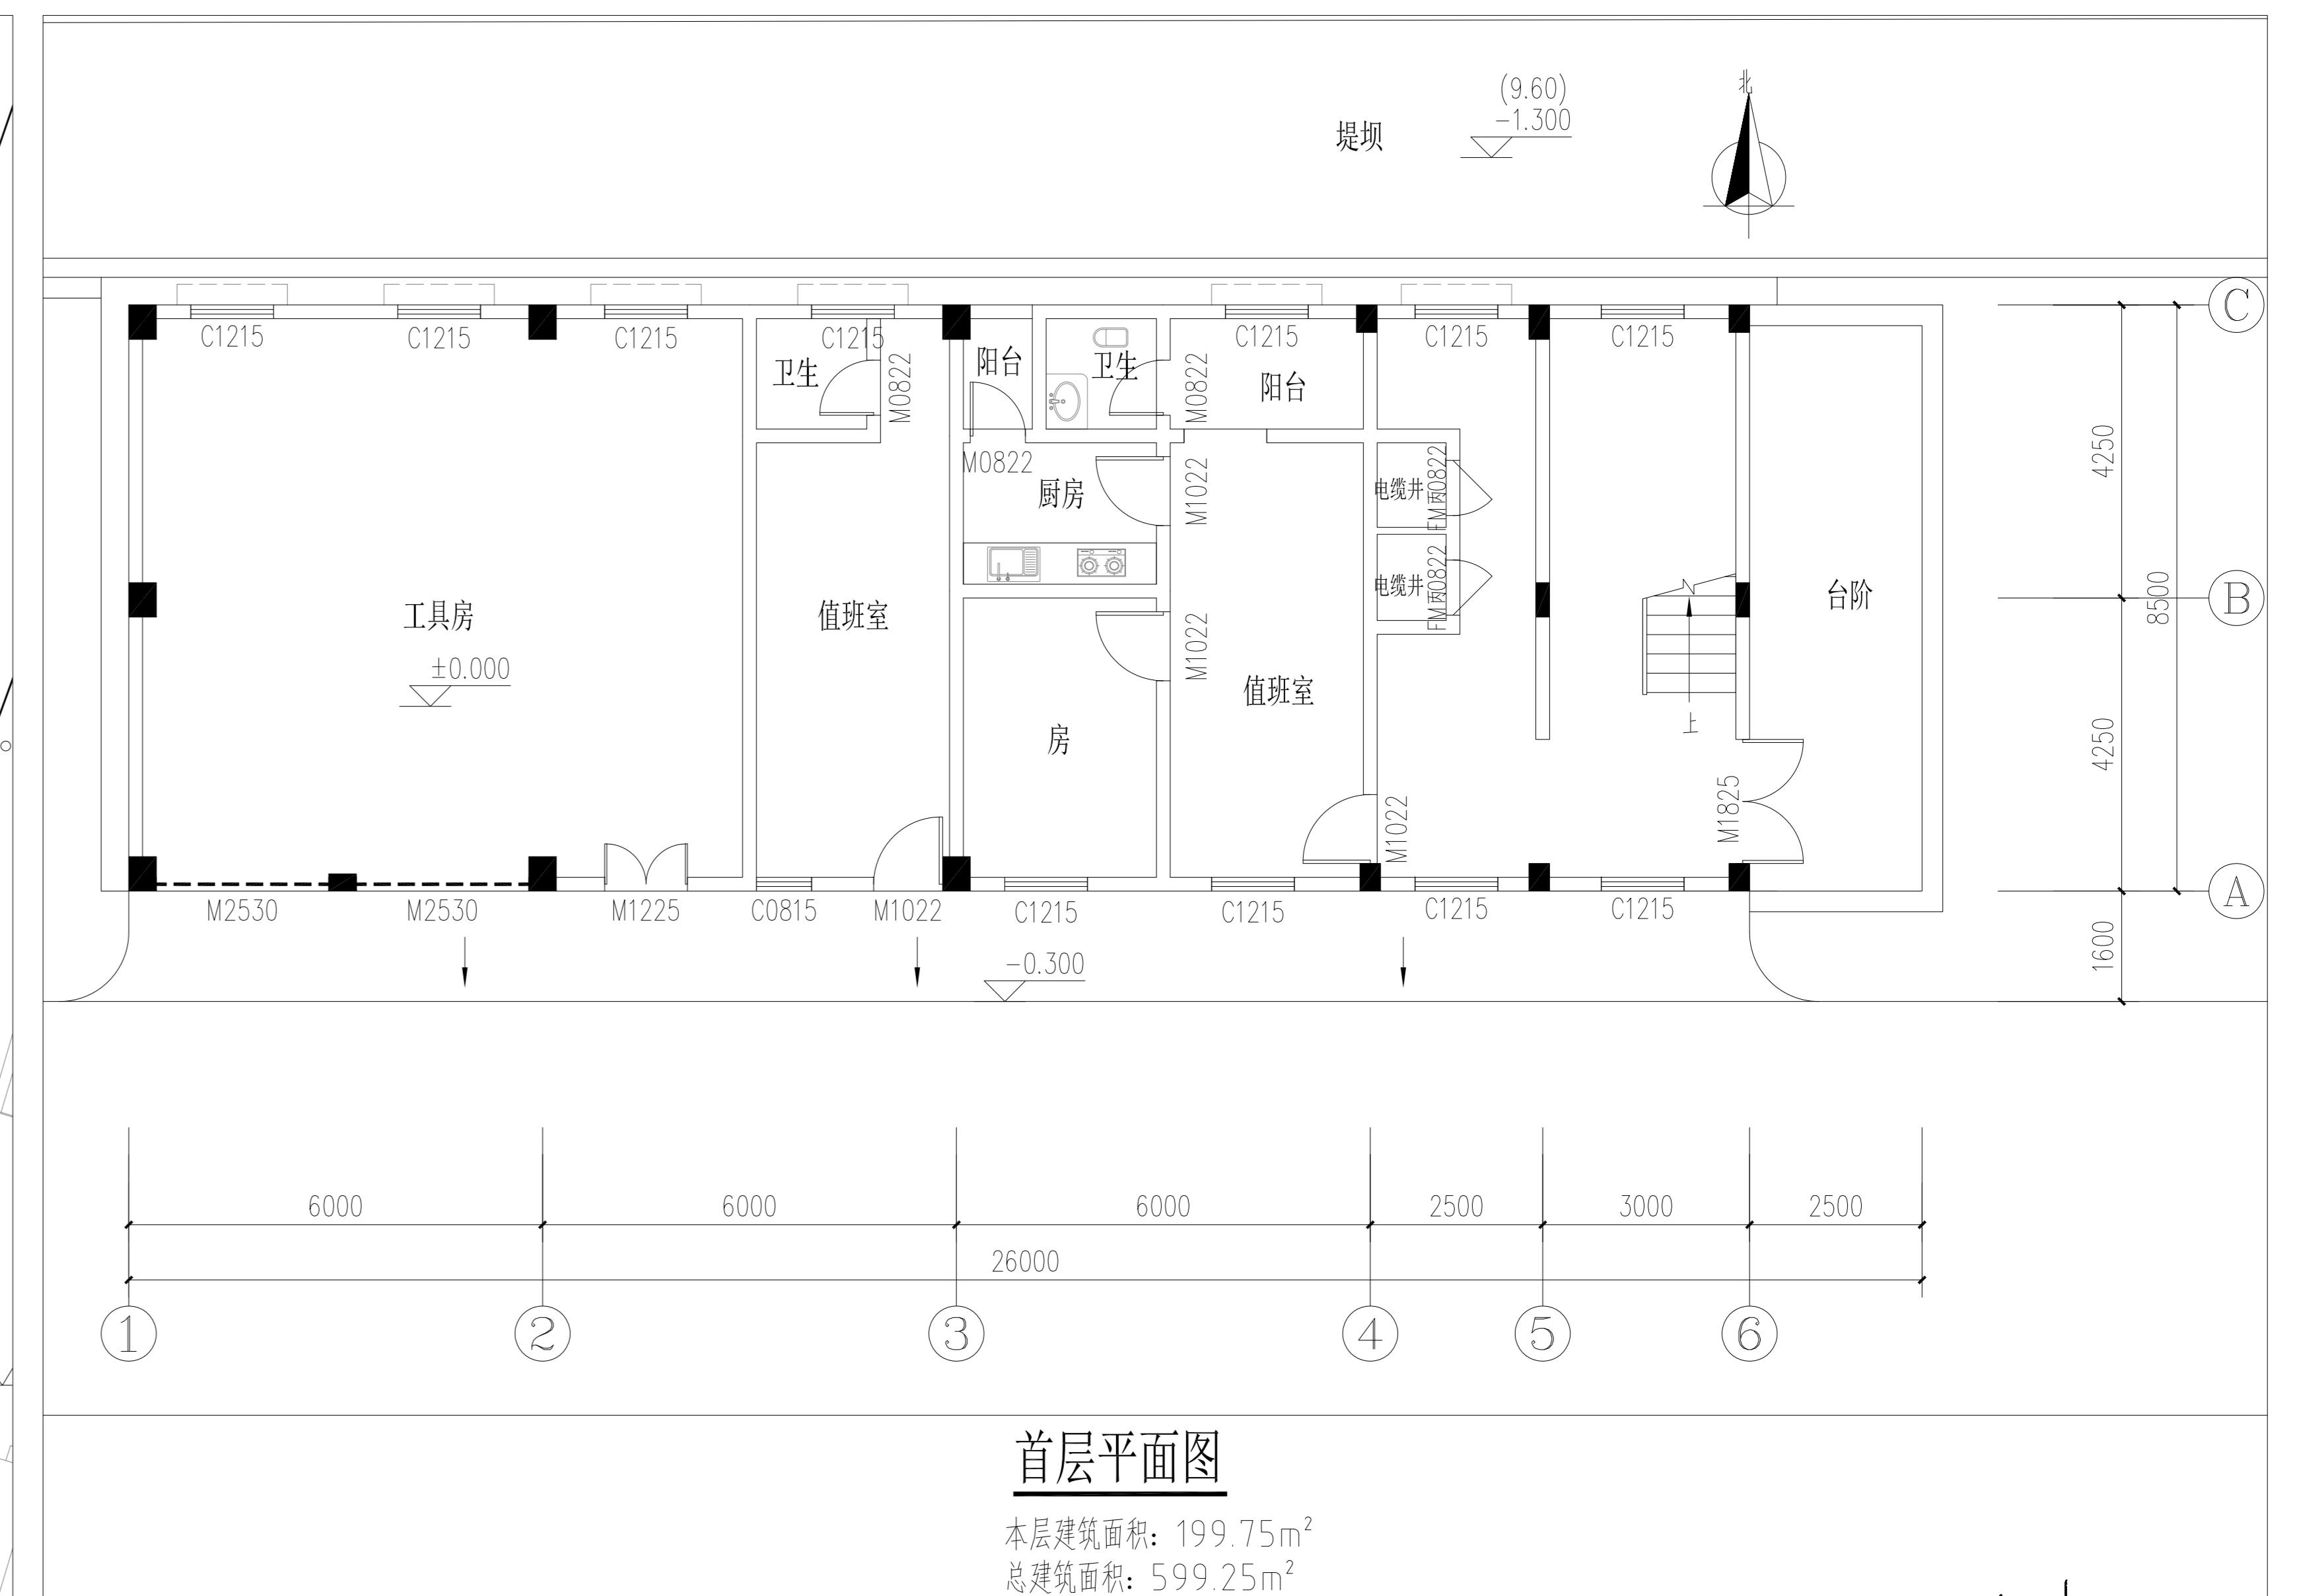 北
(9.60)
-1.300
堤坝
C
C1215
C1215
C1215
C1215
C1215
C1215
C1215
卫生
M0822
阳台
卫生
M0822
阳台
M0822
厨房
M1022
电缆井
FM丙0822
4250
工具房
±0.000
值班室
M1022
电缆井
FM丙0822
台阶
8500
B
值班室
房
上
4250
M1022
M1825
M2530
M2530
M1225
C0815
M1022
C1215
C1215
C1215
C1215
A
-0.300
1600
6000
6000
6000
2500
3000
2500
26000
1
2
3
4
5
6
首层平面图
本层建筑面积: 199.75m²
总建筑面积: 599.25m²